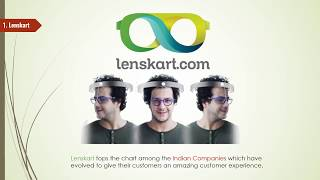 1. Lenskart
lenskart.com
Lenskart tops the chart among the Indian Companies which have
evolved to give their customers an amazing customer experience.